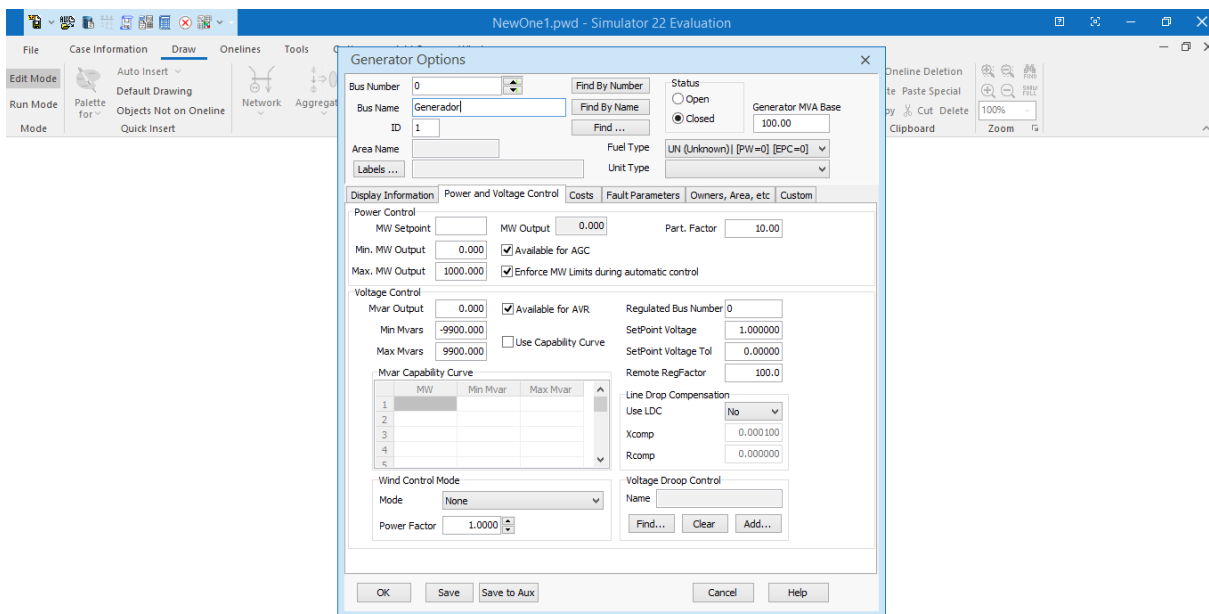 NewOne1.pwd - Simulator 22 Evaluation
File Case Information Draw Onelines Tools
Edit Mode
Run Mode
Mode
Palette for
Auto Insert
Default Drawing
Objects Not on Oneline
Quick Insert
Network Aggregat
Oneline Deletion
te Paste Special
py Cut Delete
Clipboard
FIND
100%
Zoom
Generator Options
Bus Number 0 Find By Number
Bus Name Generador Find By Name
ID 1 Find ...
Status
Open
Closed
Generator MVA Base
100.00
Area Name
Fuel Type UN (Unknown)| [PW=0] [EPC=0]
Labels ... Unit Type
Display Information Power and Voltage Control Costs Fault Parameters Owners, Area, etc Custom
Power Control
MW Setpoint MW Output 0.000 Part. Factor 10.00
Min. MW Output 0.000 Available for AGC
Max. MW Output 1000.000 Enforce MW Limits during automatic control
Voltage Control
Mvar Output 0.000 Available for AVR Regulated Bus Number 0
Min Mvars -9900.000 SetPoint Voltage 1.000000
Use Capability Curve
Max Mvars 9900.000 SetPoint Voltage Tol 0.00000
Mvar Capability Curve Remote RegFactor 100.0
MW Min Mvar Max Mvar
1
2
3
4
5
Line Drop Compensation
Use LDC No
Xcomp 0.000100
Rcomp 0.000000
Wind Control Mode
Mode None
Power Factor 1.0000
Voltage Droop Control
Name
Find... Clear Add...
OK Save Save to Aux Cancel Help